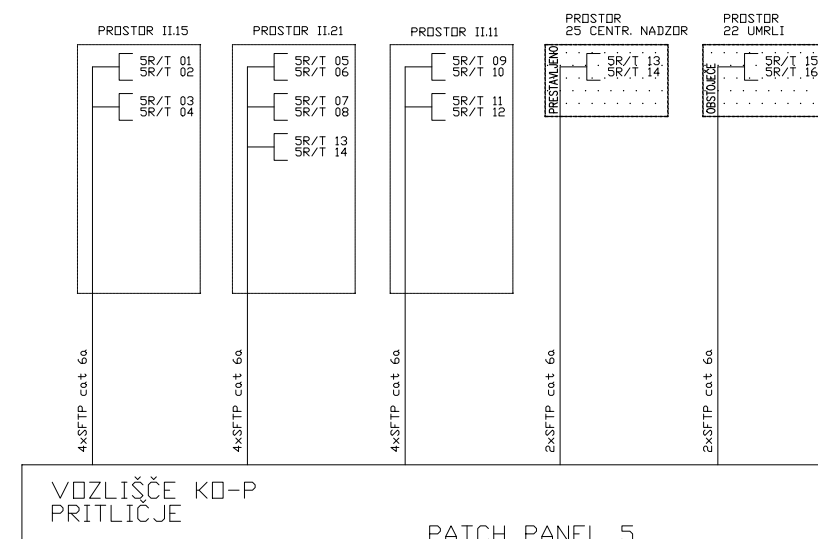 PROSTOR II.15
5R/T 01
5R/T 02
5R/T 03
5R/T 04
4xSFTP cat 6a
PROSTOR II.21
5R/T 05
5R/T 06
5R/T 07
5R/T 08
5R/T 13
5R/T 14
4xSFTP cat 6a
PROSTOR II.11
5R/T 09
5R/T 10
5R/T 11
5R/T 12
4xSFTP cat 6a
PROSTOR
25 CENTR. NADZOR
PRESTAVLJENO
5R/T 13
5R/T 14
2xSFTP cat 6a
PROSTOR
22 UMRLI
OBSTOJEČE
5R/T 15
5R/T 16
2xSFTP cat 6a
VOZLIŠČE KO-P
PRITLIČJE
PATCH PANEL 5